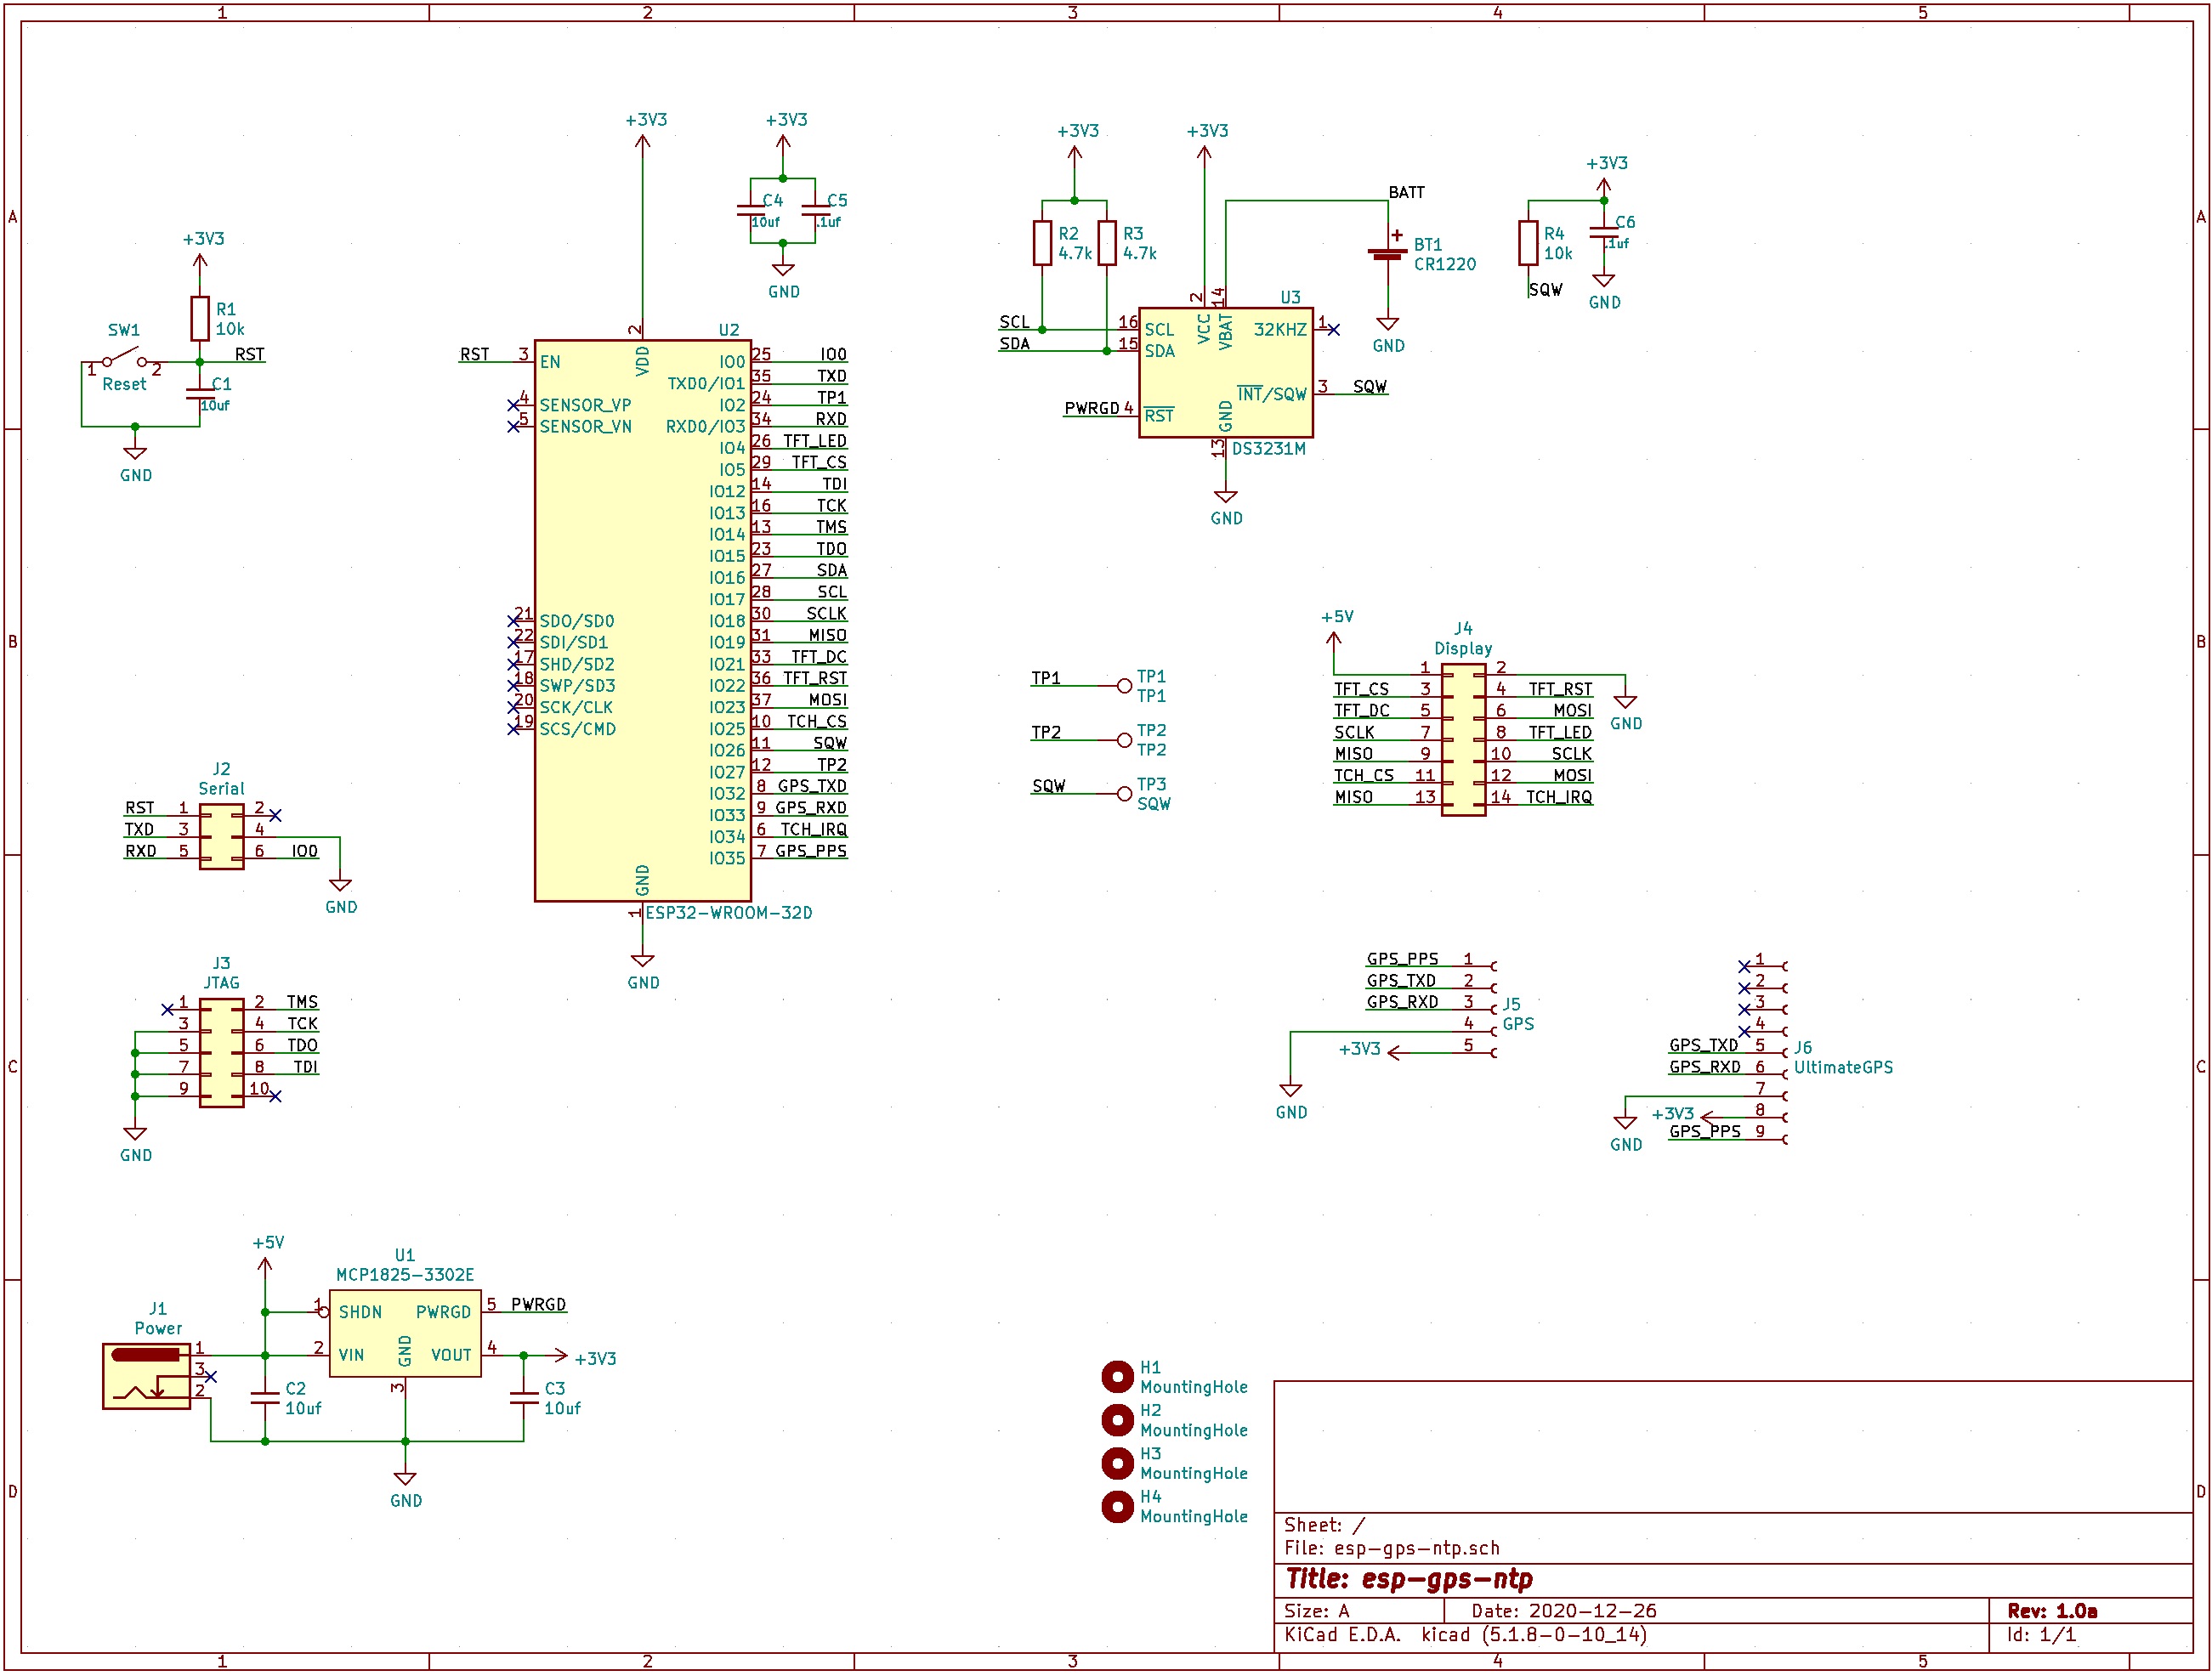 1 2 3 4 5
A
B
C
D
A
B
C
D
1 2 3 4 5
+3V3
R1
10k
SW1
Reset
1
2
RST
C1
10uf
GND
+3V3
+3V3
C4
10uf
C5
.1uf
GND
U2
RST 3 EN
4 SENSOR_VP
5 SENSOR_VN
21 SDO/SD0
22 SDI/SD1
17 SHD/SD2
18 SWP/SD3
20 SCK/CLK
19 SCS/CMD
2
VDD
IO0 25 IO0
TXD0/IO1 35 TXD
IO2 24 TP1
RXD0/IO3 34 RXD
IO4 26 TFT_LED
IO5 29 TFT_CS
IO12 14 TDI
IO13 16 TCK
IO14 13 TMS
IO15 23 TDO
IO16 27 SDA
IO17 28 SCL
IO18 30 SCLK
IO19 31 MISO
IO21 33 TFT_DC
IO22 36 TFT_RST
IO23 37 MOSI
IO25 10 TCH_CS
IO26 11 SQW
IO27 12 TP2
IO32 8 GPS_TXD
IO33 9 GPS_RXD
IO34 6 TCH_IRQ
IO35 7 GPS_PPS
GND
1
ESP32-WROOM-32D
GND
+3V3
+3V3
R2
4.7k
R3
4.7k
BATT
BT1
CR1220
GND
U3
2
VCC
14
VBAT
SCL 16 SCL
SDA 15 SDA
PWRGD 4 RST
32KHZ 1
INT/SQW 3 SQW
GND
13
DS3231M
GND
+3V3
R4
10k
SQW
C6
.1uf
GND
TP1
TP1
TP1
TP2
TP2
TP2
SQW
TP3
SQW
+5V
J4
Display
1 2
TFT_CS 3 4 TFT_RST
TFT_DC 5 6 MOSI
SCLK 7 8 TFT_LED
MISO 9 10 SCLK
TCH_CS 11 12 MOSI
MISO 13 14 TCH_IRQ
GND
J2
Serial
RST 1 2
TXD 3 4
RXD 5 6 IO0
GND
J3
JTAG
1 2 TMS
3 4 TCK
5 6 TDO
7 8 TDI
9 10
GND
GPS_PPS 1
GPS_TXD 2
GPS_RXD 3
4
+3V3 5
J5
GPS
GND
1
2
3
4
GPS_TXD 5
GPS_RXD 6
7
+3V3 8
GPS_PPS 9
J6
UltimateGPS
GND
+5V
U1
MCP1825-3302E
1 SHDN PWRGD 5 PWRGD
2 VIN GND VOUT 4 +3V3
3
J1
Power
1
3
2
C2
10uf
C3
10uf
GND
H1
MountingHole
H2
MountingHole
H3
MountingHole
H4
MountingHole
Sheet: /
File: esp-gps-ntp.sch
Title: esp-gps-ntp
Size: A Date: 2020-12-26 Rev: 1.0a
KiCad E.D.A. kicad (5.1.8-0-10_14) Id: 1/1